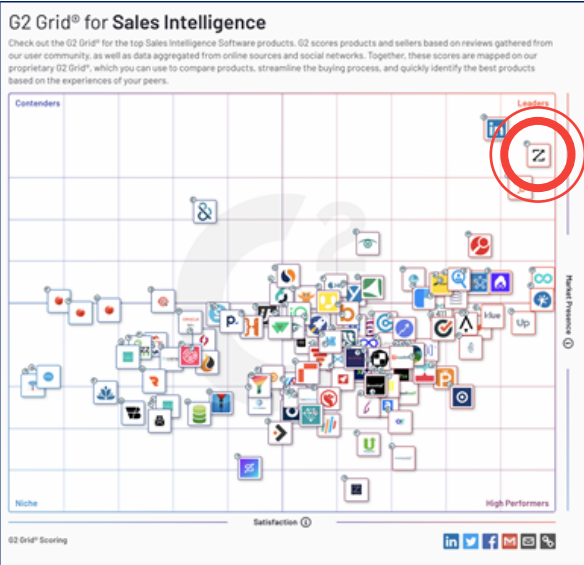 G2 Grid® for Sales Intelligence
Check out the G2 Grid® for the top Sales Intelligence Software products. G2 scores products and sellers based on reviews gathered from
our user community, as well as data aggregated from online sources and social networks. Together, these scores are mapped on our
proprietary G2 Grid®, which you can use to compare products, streamline the buying process, and quickly identify the best products
based on the experiences of your peers.
Contenders
Leaders
Market Presence
klue
Up
p.
Niche
High Performers
Satisfaction
G2 Grid® Scoring